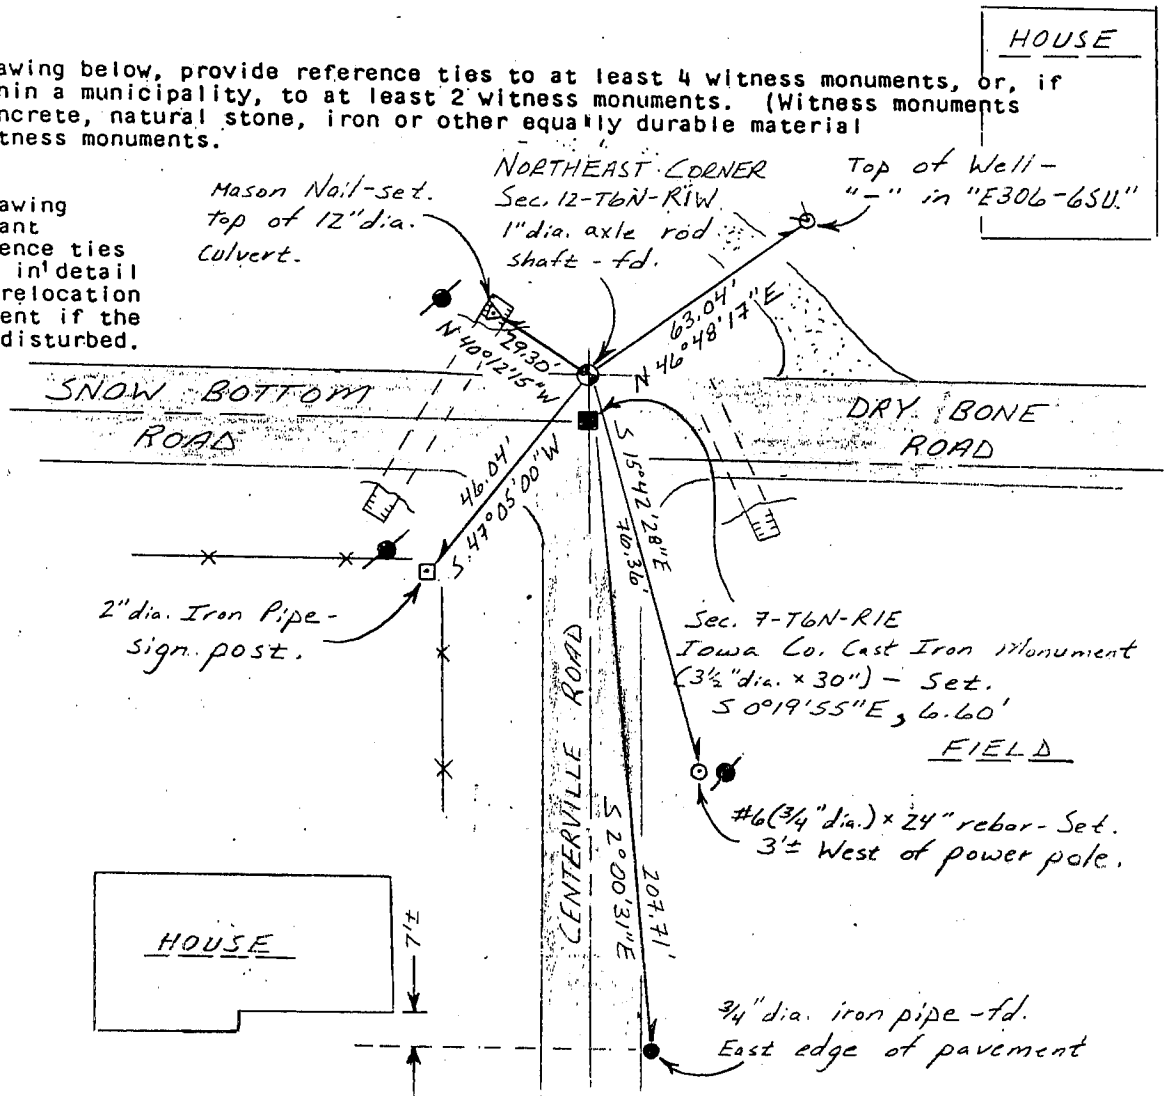 HOUSE
awing below, provide reference ties to at least 4 witness monuments, or, if
hin a municipality, to at least 2 witness monuments. (Witness monuments
ncrete, natural stone, iron or other equally durable material
tness monuments.
awing
ant
ence ties
in detail
relocation
ent if the
disturbed.
Mason Nail-set.
top of 12" dia.
Culvert.
NORTHEAST CORNER
Sec. 12-T6N-R1W
1" dia. axle rod
shaft - fd.
Top of Well -
"-" in "E306-6SU."
29.30'
N 40°12'15" W
63.04'
N 46°48'17" E
SNOW BOTTOM
ROAD
DRY BONE
ROAD
46.04'
S 47°05'00" W
S 15°42'28" E
76.36'
2" dia. Iron Pipe -
sign post.
Sec. 7-T6N-R1E
Iowa Co. Cast Iron Monument
(3½" dia. x 30") - Set.
S 0°19'55" E, 6.60'
FIELD
#6 (3/4" dia.) x 24" rebar - Set.
3'± West of power pole.
CENTERVILLE ROAD
S 2°00'31" E
207.71'
HOUSE
7'±
3/4" dia. iron pipe - fd.
East edge of pavement